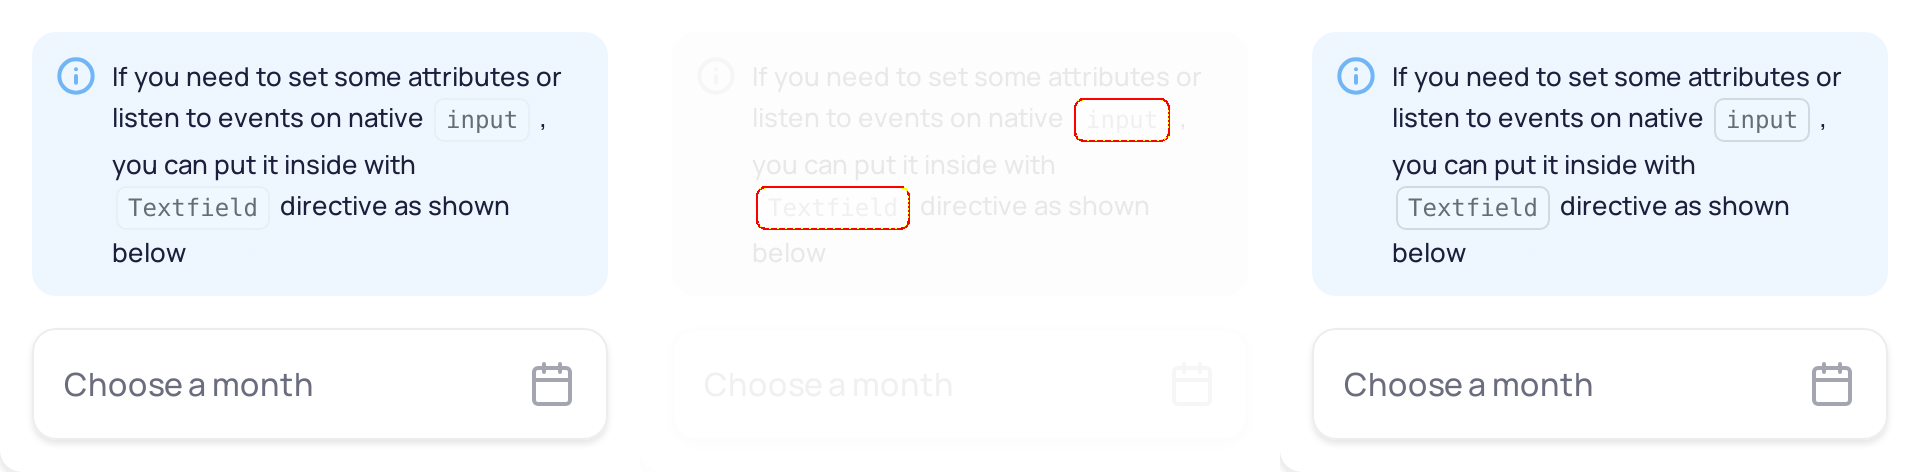 If you need to set some attributes or
listen to events on native input ,
you can put it inside with
Textfield directive as shown
below
Choose a month
If you need to set some attributes or
listen to events on native input ,
you can put it inside with
Textfield directive as shown
below
Choose a month
If you need to set some attributes or
listen to events on native input ,
you can put it inside with
Textfield directive as shown
below
Choose a month